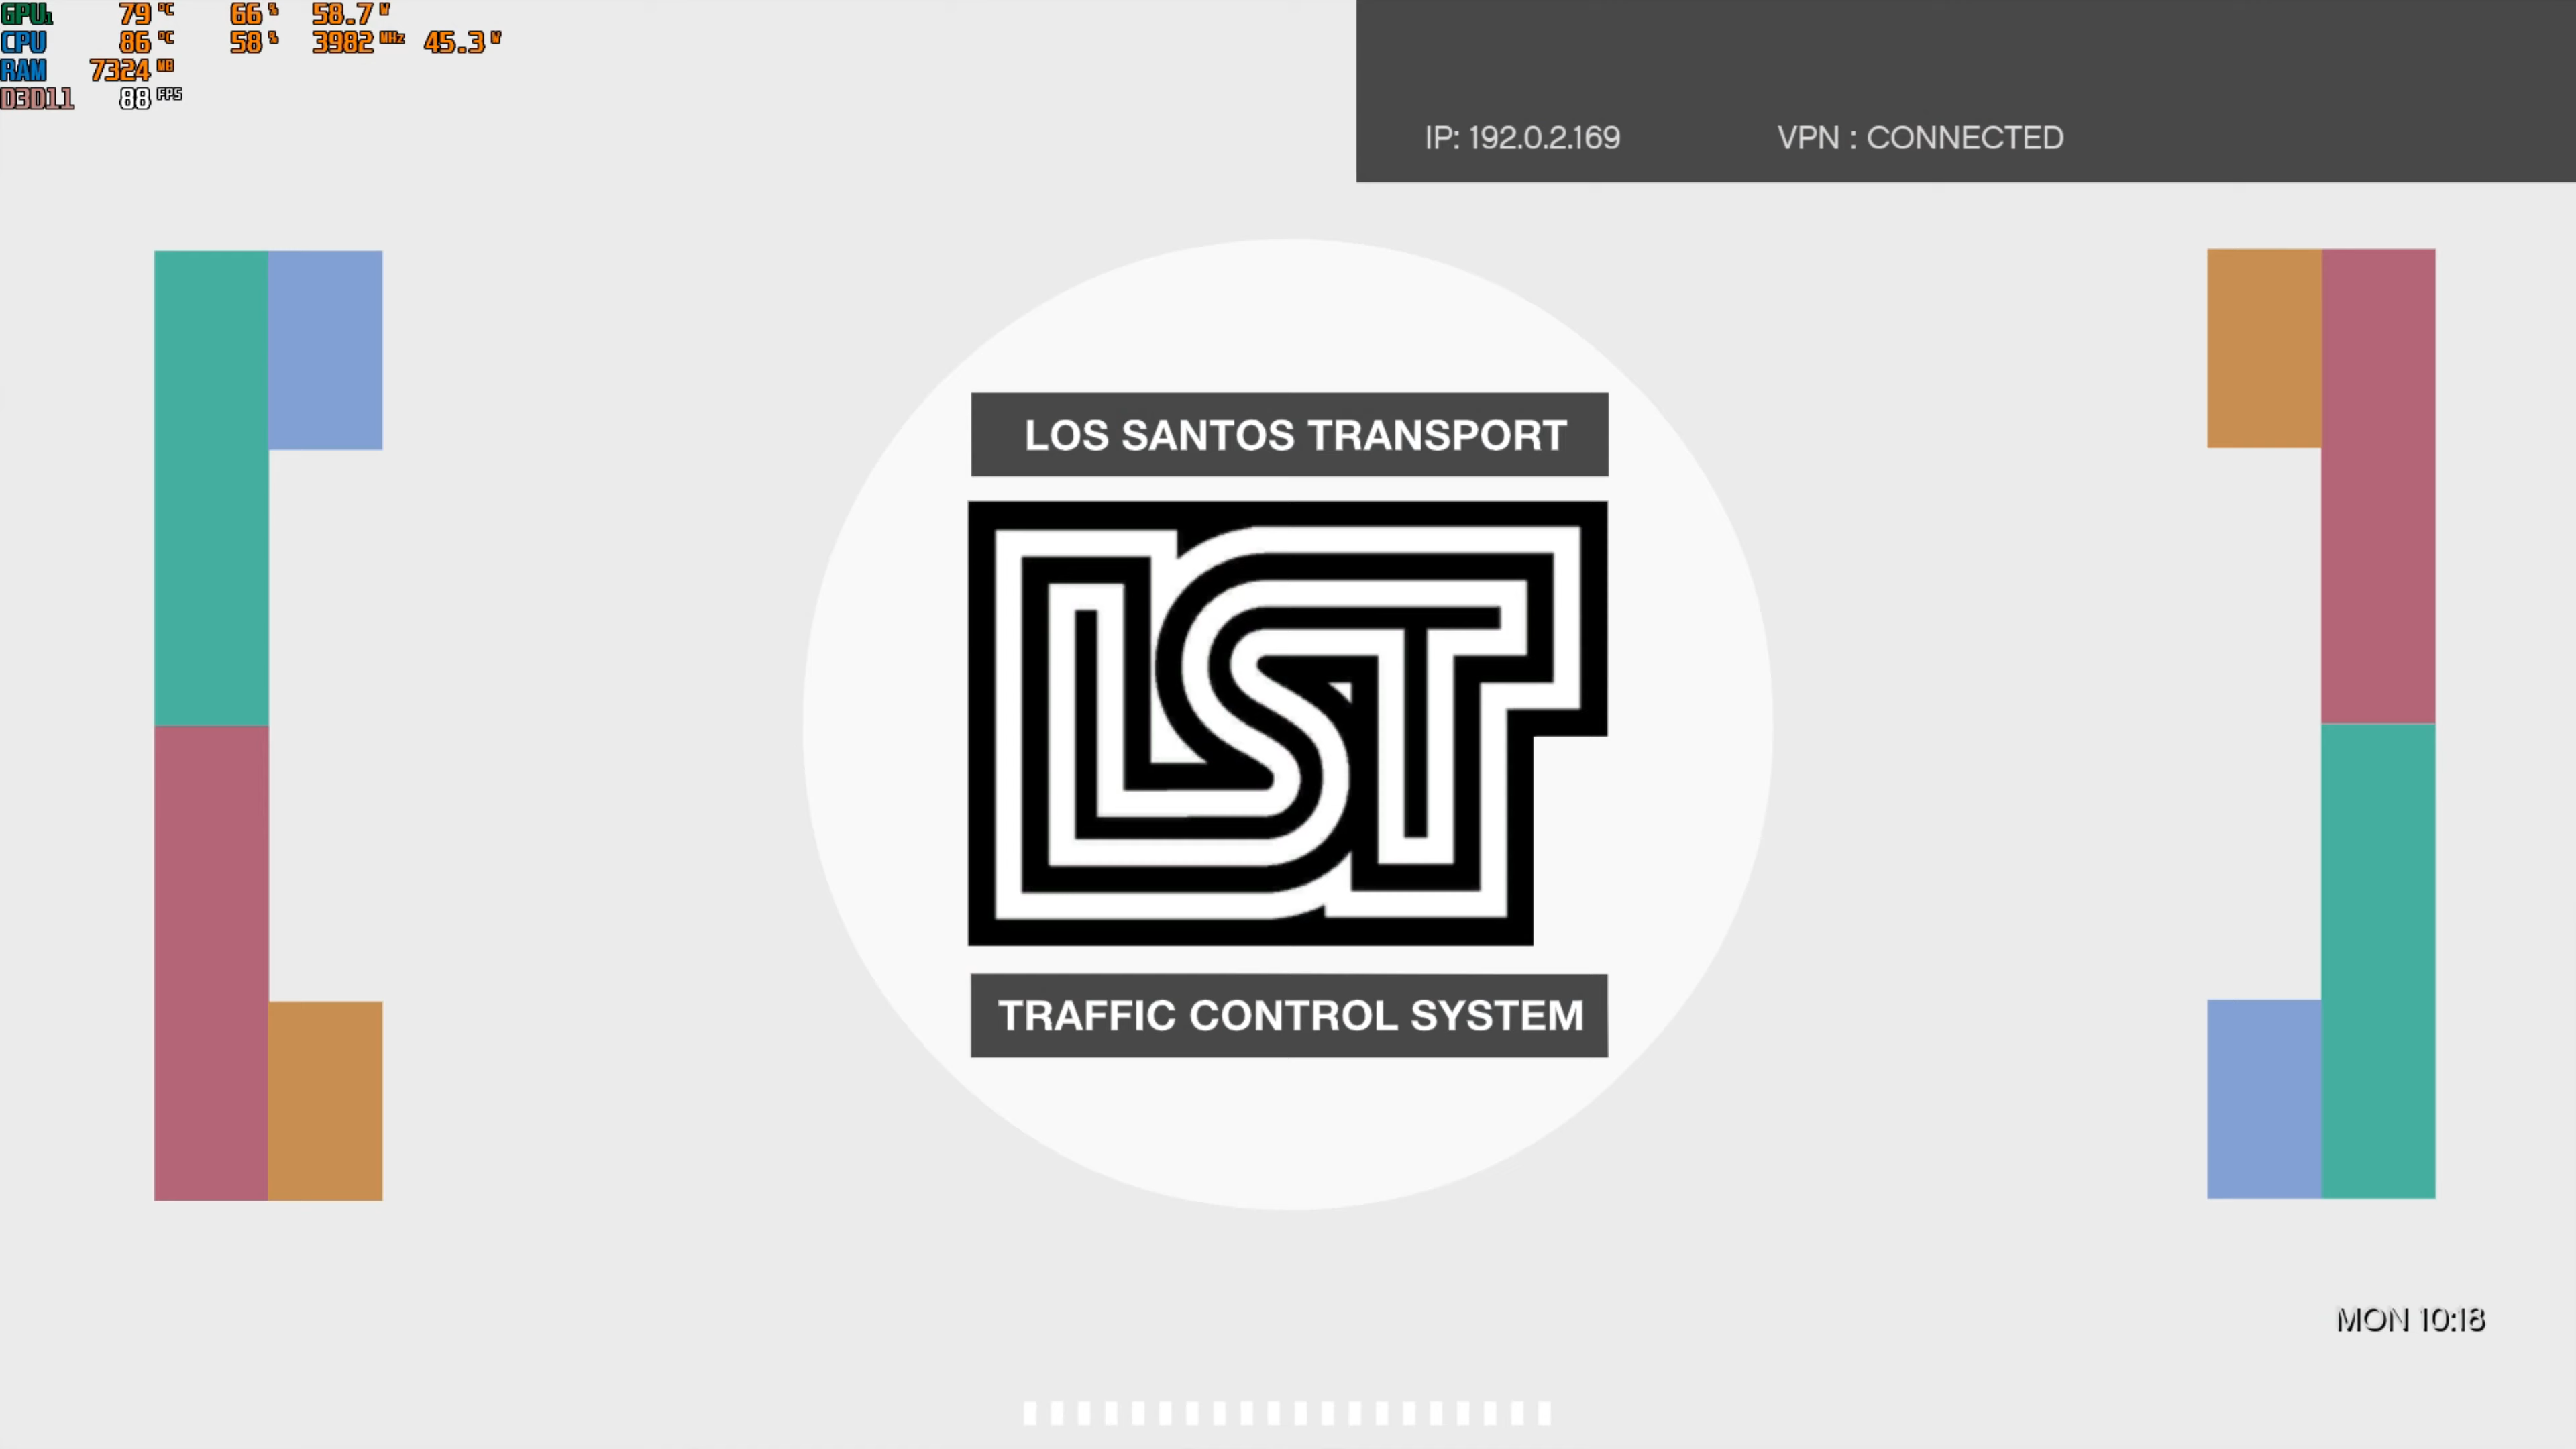 GPU1 79 °C 66 % 58.7 W
CPU 86 °C 58 % 3982 MHz 45.3 W
RAM 7324 MB
D3D11 88 FPS
IP: 192.0.2.169 VPN : CONNECTED
LOS SANTOS TRANSPORT
LST
TRAFFIC CONTROL SYSTEM
MON 10:18